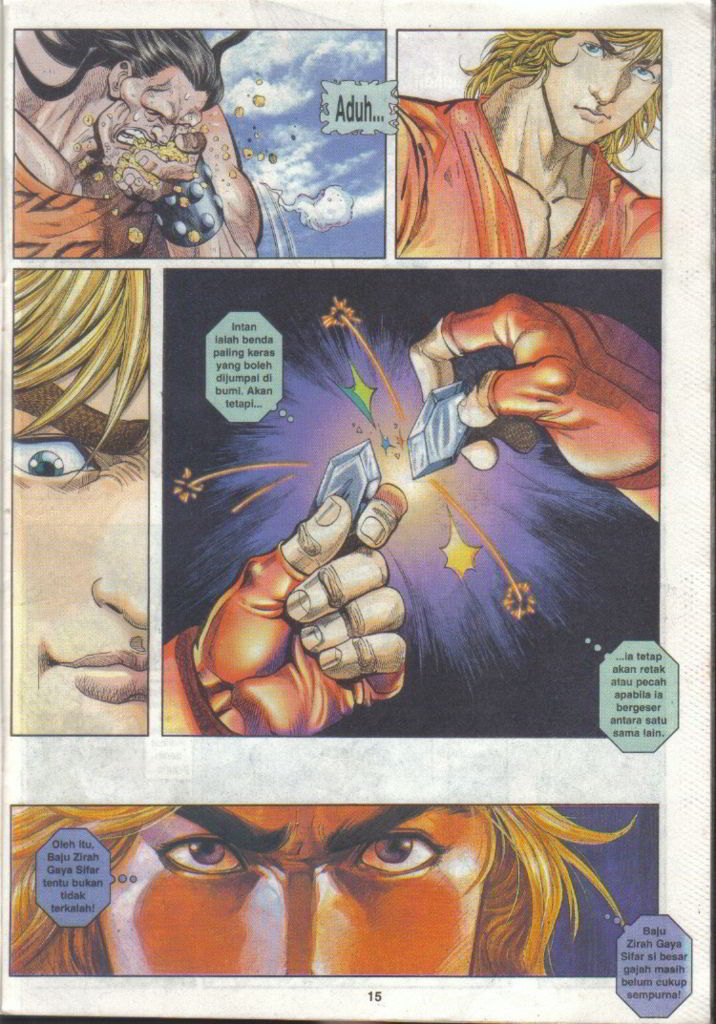 Aduh...
Intan
ialah benda
paling keras
yang boleh
dijumpai di
bumi. Akan
tetapi...
...ia tetap
akan retak
atau pecah
apabila ia
bergeser
antara satu
sama lain.
Oleh itu,
Baju Zirah
Gaya Sifar
tentu bukan
tidak
terkalah!
Baju
Zirah Gaya
Sifar si besar
gajah masih
belum cukup
sempurna!
15